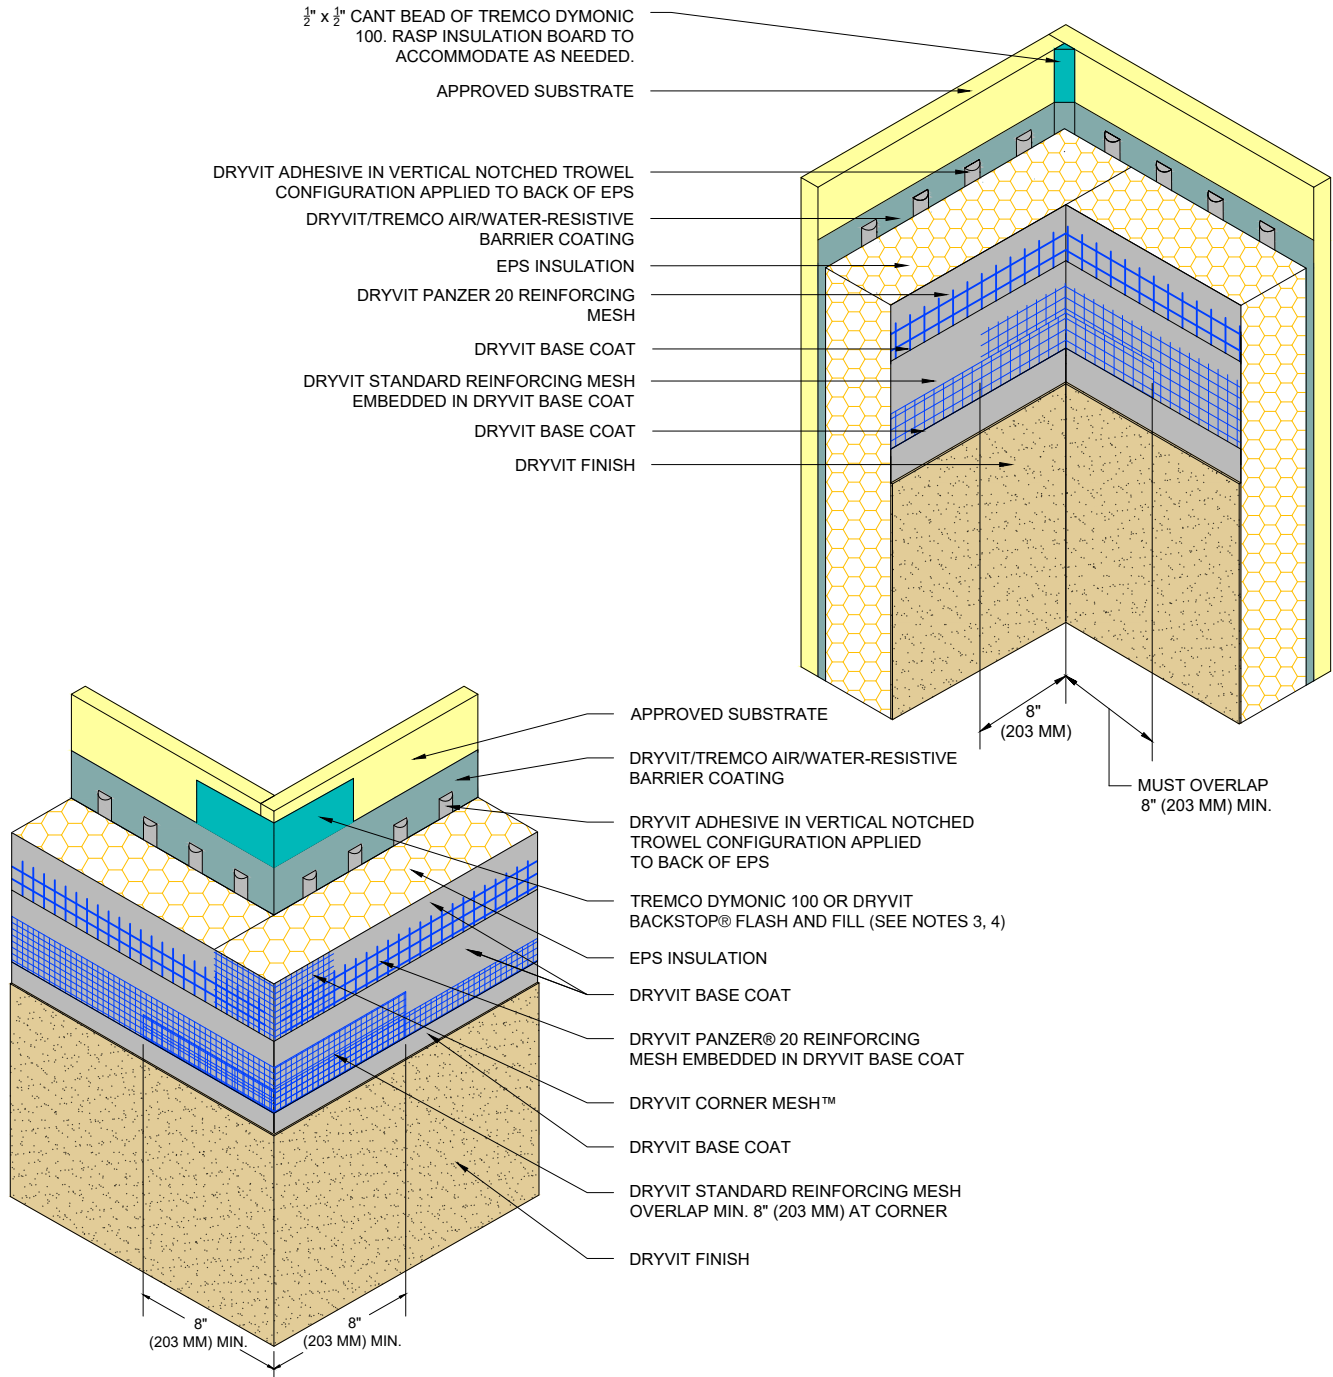 ½" x ½" CANT BEAD OF TREMCO DYMONIC
100. RASP INSULATION BOARD TO
ACCOMMODATE AS NEEDED.
APPROVED SUBSTRATE
DRYVIT ADHESIVE IN VERTICAL NOTCHED TROWEL
CONFIGURATION APPLIED TO BACK OF EPS
DRYVIT/TREMCO AIR/WATER-RESISTIVE
BARRIER COATING
EPS INSULATION
DRYVIT PANZER 20 REINFORCING
MESH
DRYVIT BASE COAT
DRYVIT STANDARD REINFORCING MESH
EMBEDDED IN DRYVIT BASE COAT
DRYVIT BASE COAT
DRYVIT FINISH
8"
(203 MM)
MUST OVERLAP
8" (203 MM) MIN.
APPROVED SUBSTRATE
DRYVIT/TREMCO AIR/WATER-RESISTIVE
BARRIER COATING
DRYVIT ADHESIVE IN VERTICAL NOTCHED
TROWEL CONFIGURATION APPLIED
TO BACK OF EPS
TREMCO DYMONIC 100 OR DRYVIT
BACKSTOP® FLASH AND FILL (SEE NOTES 3, 4)
EPS INSULATION
DRYVIT BASE COAT
DRYVIT PANZER® 20 REINFORCING
MESH EMBEDDED IN DRYVIT BASE COAT
DRYVIT CORNER MESH™
DRYVIT BASE COAT
DRYVIT STANDARD REINFORCING MESH
OVERLAP MIN. 8" (203 MM) AT CORNER
DRYVIT FINISH
8"
(203 MM) MIN.
8"
(203 MM) MIN.